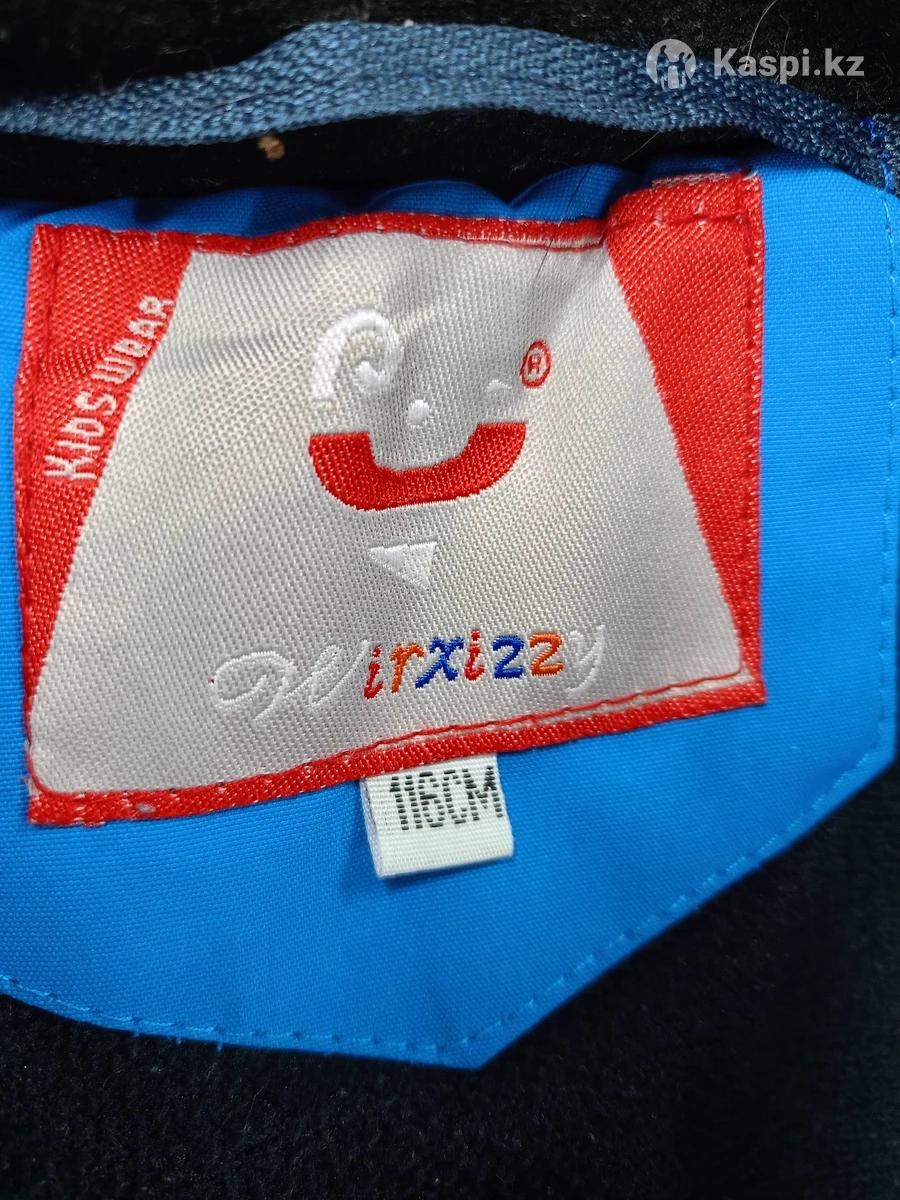 Kaspi.kz
KIDS WEAR
®
Wirxizzy
116CM